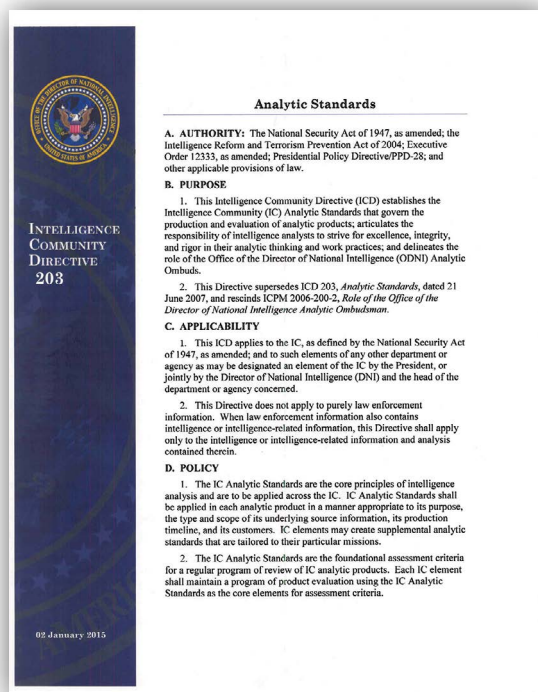 OFFICE OF THE DIRECTOR OF NATIONAL INTELLIGENCE
UNITED STATES OF AMERICA
INTELLIGENCE
COMMUNITY
DIRECTIVE
203
02 January 2015
Analytic Standards
A. AUTHORITY: The National Security Act of 1947, as amended; the
Intelligence Reform and Terrorism Prevention Act of 2004; Executive
Order 12333, as amended; Presidential Policy Directive/PPD-28; and
other applicable provisions of law.
B. PURPOSE
1. This Intelligence Community Directive (ICD) establishes the
Intelligence Community (IC) Analytic Standards that govern the
production and evaluation of analytic products; articulates the
responsibility of intelligence analysts to strive for excellence, integrity,
and rigor in their analytic thinking and work practices; and delineates the
role of the Office of the Director of National Intelligence (ODNI) Analytic
Ombuds.
2. This Directive supersedes ICD 203, Analytic Standards, dated 21
June 2007, and rescinds ICPM 2006-200-2, Role of the Office of the
Director of National Intelligence Analytic Ombudsman.
C. APPLICABILITY
1. This ICD applies to the IC, as defined by the National Security Act
of 1947, as amended; and to such elements of any other department or
agency as may be designated an element of the IC by the President, or
jointly by the Director of National Intelligence (DNI) and the head of the
department or agency concerned.
2. This Directive does not apply to purely law enforcement
information. When law enforcement information also contains
intelligence or intelligence-related information, this Directive shall apply
only to the intelligence or intelligence-related information and analysis
contained therein.
D. POLICY
1. The IC Analytic Standards are the core principles of intelligence
analysis and are to be applied across the IC. IC Analytic Standards shall
be applied in each analytic product in a manner appropriate to its purpose,
the type and scope of its underlying source information, its production
timeline, and its customers. IC elements may create supplemental analytic
standards that are tailored to their particular missions.
2. The IC Analytic Standards are the foundational assessment criteria
for a regular program of review of IC analytic products. Each IC element
shall maintain a program of product evaluation using the IC Analytic
Standards as the core elements for assessment criteria.